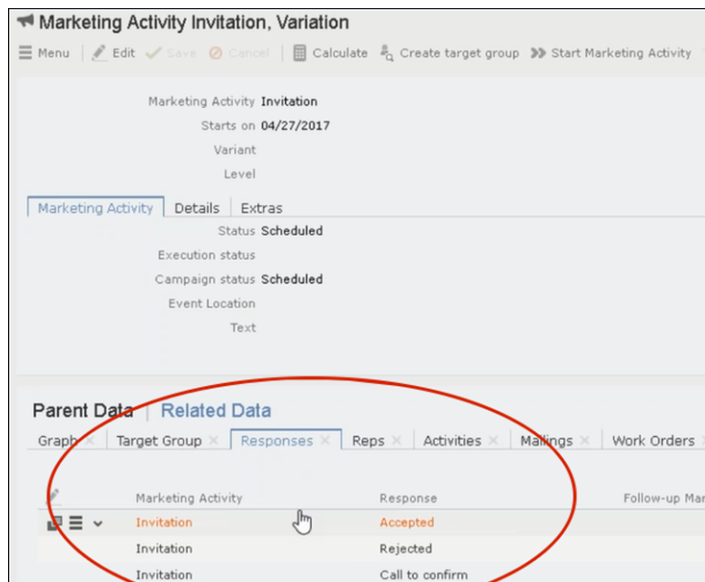 Marketing Activity Invitation, Variation
Menu Edit Save Cancel Calculate Create target group Start Marketing Activity
Marketing Activity Invitation
Starts on 04/27/2017
Variant
Level
Marketing Activity Details Extras
Status Scheduled
Execution status
Campaign status Scheduled
Event Location
Text
Parent Data Related Data
Graph Target Group Responses Reps Activities Mailings Work Orders
Marketing Activity Response Follow-up Mar
Invitation Accepted
Invitation Rejected
Invitation Call to confirm